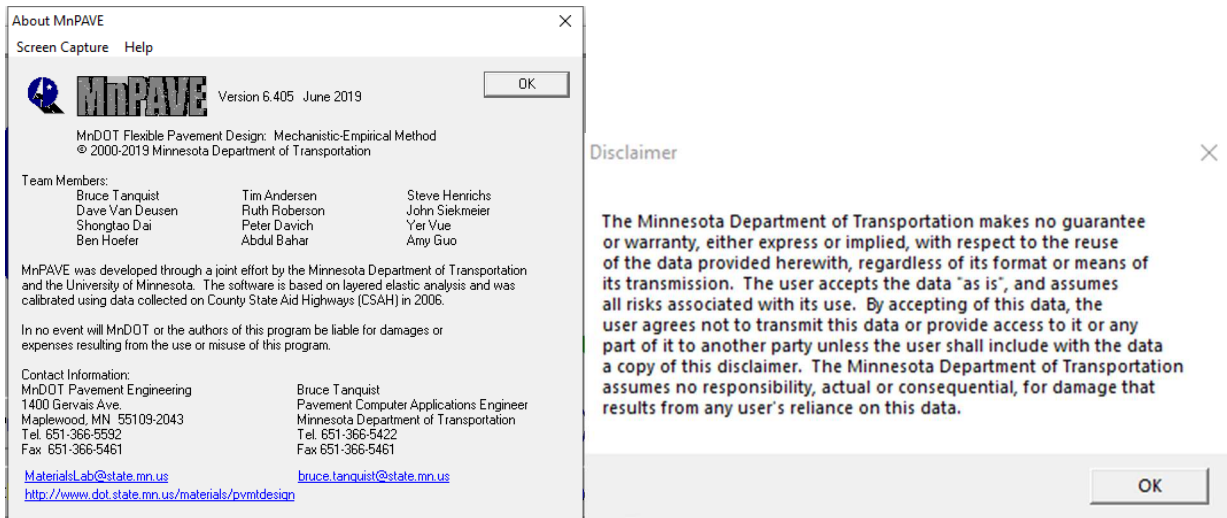 About MnPAVE
Screen Capture Help
MnPAVE Version 6.405 June 2019
OK
MnDOT Flexible Pavement Design: Mechanistic-Empirical Method
© 2000-2019 Minnesota Department of Transportation
Team Members:
Bruce Tanquist Tim Andersen Steve Henrichs
Dave Van Deusen Ruth Roberson John Siekmeier
Shongtao Dai Peter Davich Yer Vue
Ben Hoefer Abdul Bahar Amy Guo
MnPAVE was developed through a joint effort by the Minnesota Department of Transportation
and the University of Minnesota. The software is based on layered elastic analysis and was
calibrated using data collected on County State Aid Highways (CSAH) in 2006.
In no event will MnDOT or the authors of this program be liable for damages or
expenses resulting from the use or misuse of this program.
Contact Information:
MnDOT Pavement Engineering
1400 Gervais Ave.
Maplewood, MN 55109-2043
Tel. 651-366-5592
Fax 651-366-5461
MaterialsLab@state.mn.us
http://www.dot.state.mn.us/materials/pvmtdesign
Bruce Tanquist
Pavement Computer Applications Engineer
Minnesota Department of Transportation
Tel. 651-366-5422
Fax 651-366-5461
bruce.tanquist@state.mn.us
Disclaimer
The Minnesota Department of Transportation makes no guarantee
or warranty, either express or implied, with respect to the reuse
of the data provided herewith, regardless of its format or means of
its transmission. The user accepts the data "as is", and assumes
all risks associated with its use. By accepting of this data, the
user agrees not to transmit this data or provide access to it or any
part of it to another party unless the user shall include with the data
a copy of this disclaimer. The Minnesota Department of Transportation
assumes no responsibility, actual or consequential, for damage that
results from any user's reliance on this data.
OK